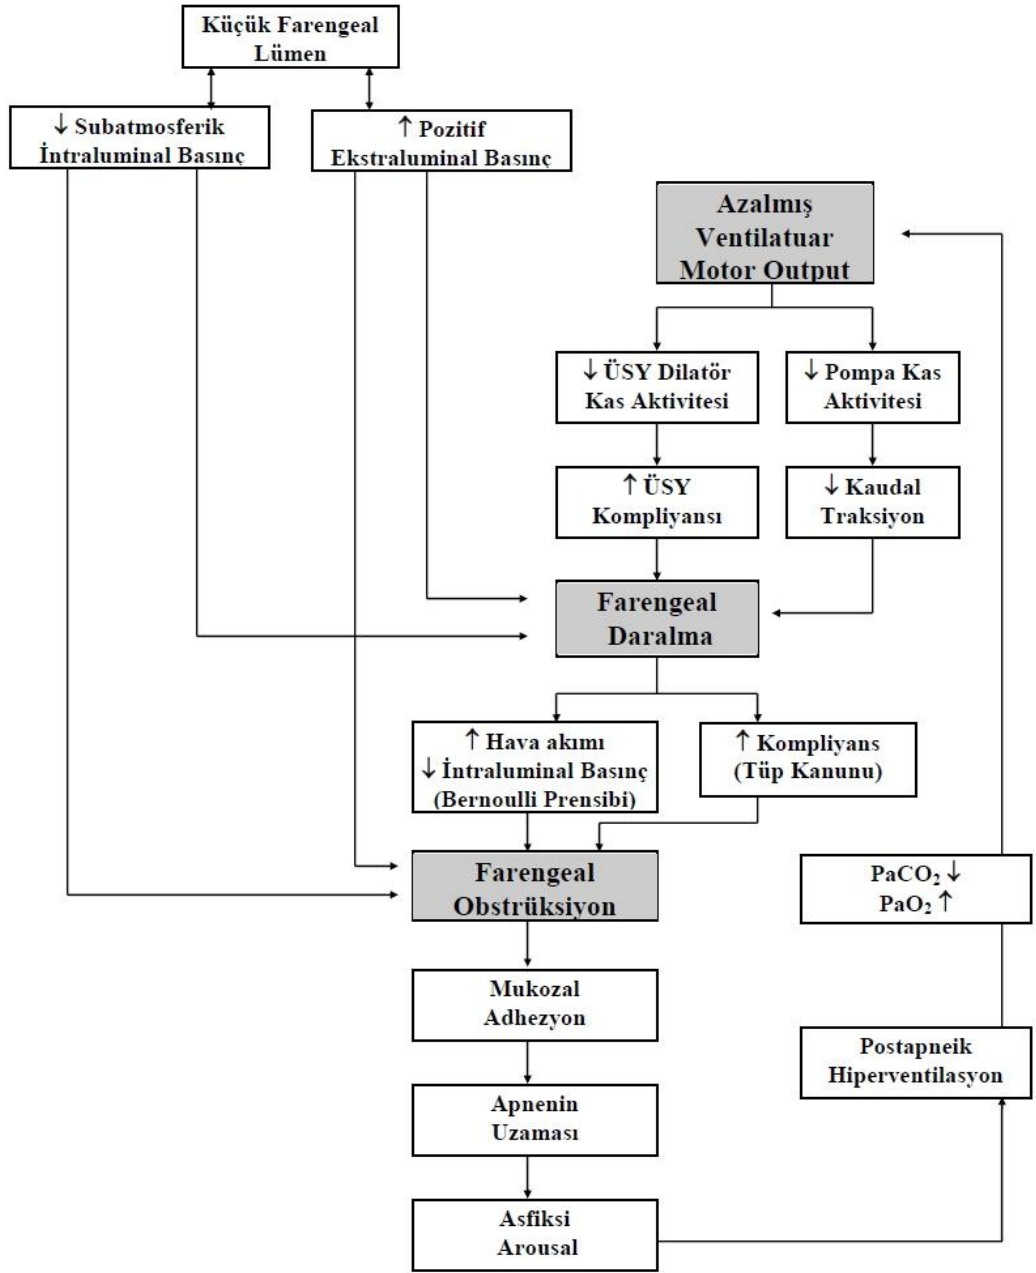 Küçük Farengeal
Lümen
↓ Subatmosferik
İntraluminal Basınç
↑ Pozitif
Ekstraluminal Basınç
Azalmış
Ventilatuar
Motor Output
↓ ÜSY Dilatör
Kas Aktivitesi
↓ Pompa Kas
Aktivitesi
↑ ÜSY
Kompliyansı
↓ Kaudal
Traksiyon
Farengeal
Daralma
↑ Hava akımı
↓ İntraluminal Basınç
(Bernoulli Prensibi)
↑ Kompliyans
(Tüp Kanunu)
Farengeal
Obstrüksiyon
PaCO₂ ↓
PaO₂ ↑
Mukozal
Adhezyon
Postapneik
Hiperventilasyon
Apnenin
Uzaması
Asfiksi
Arousal